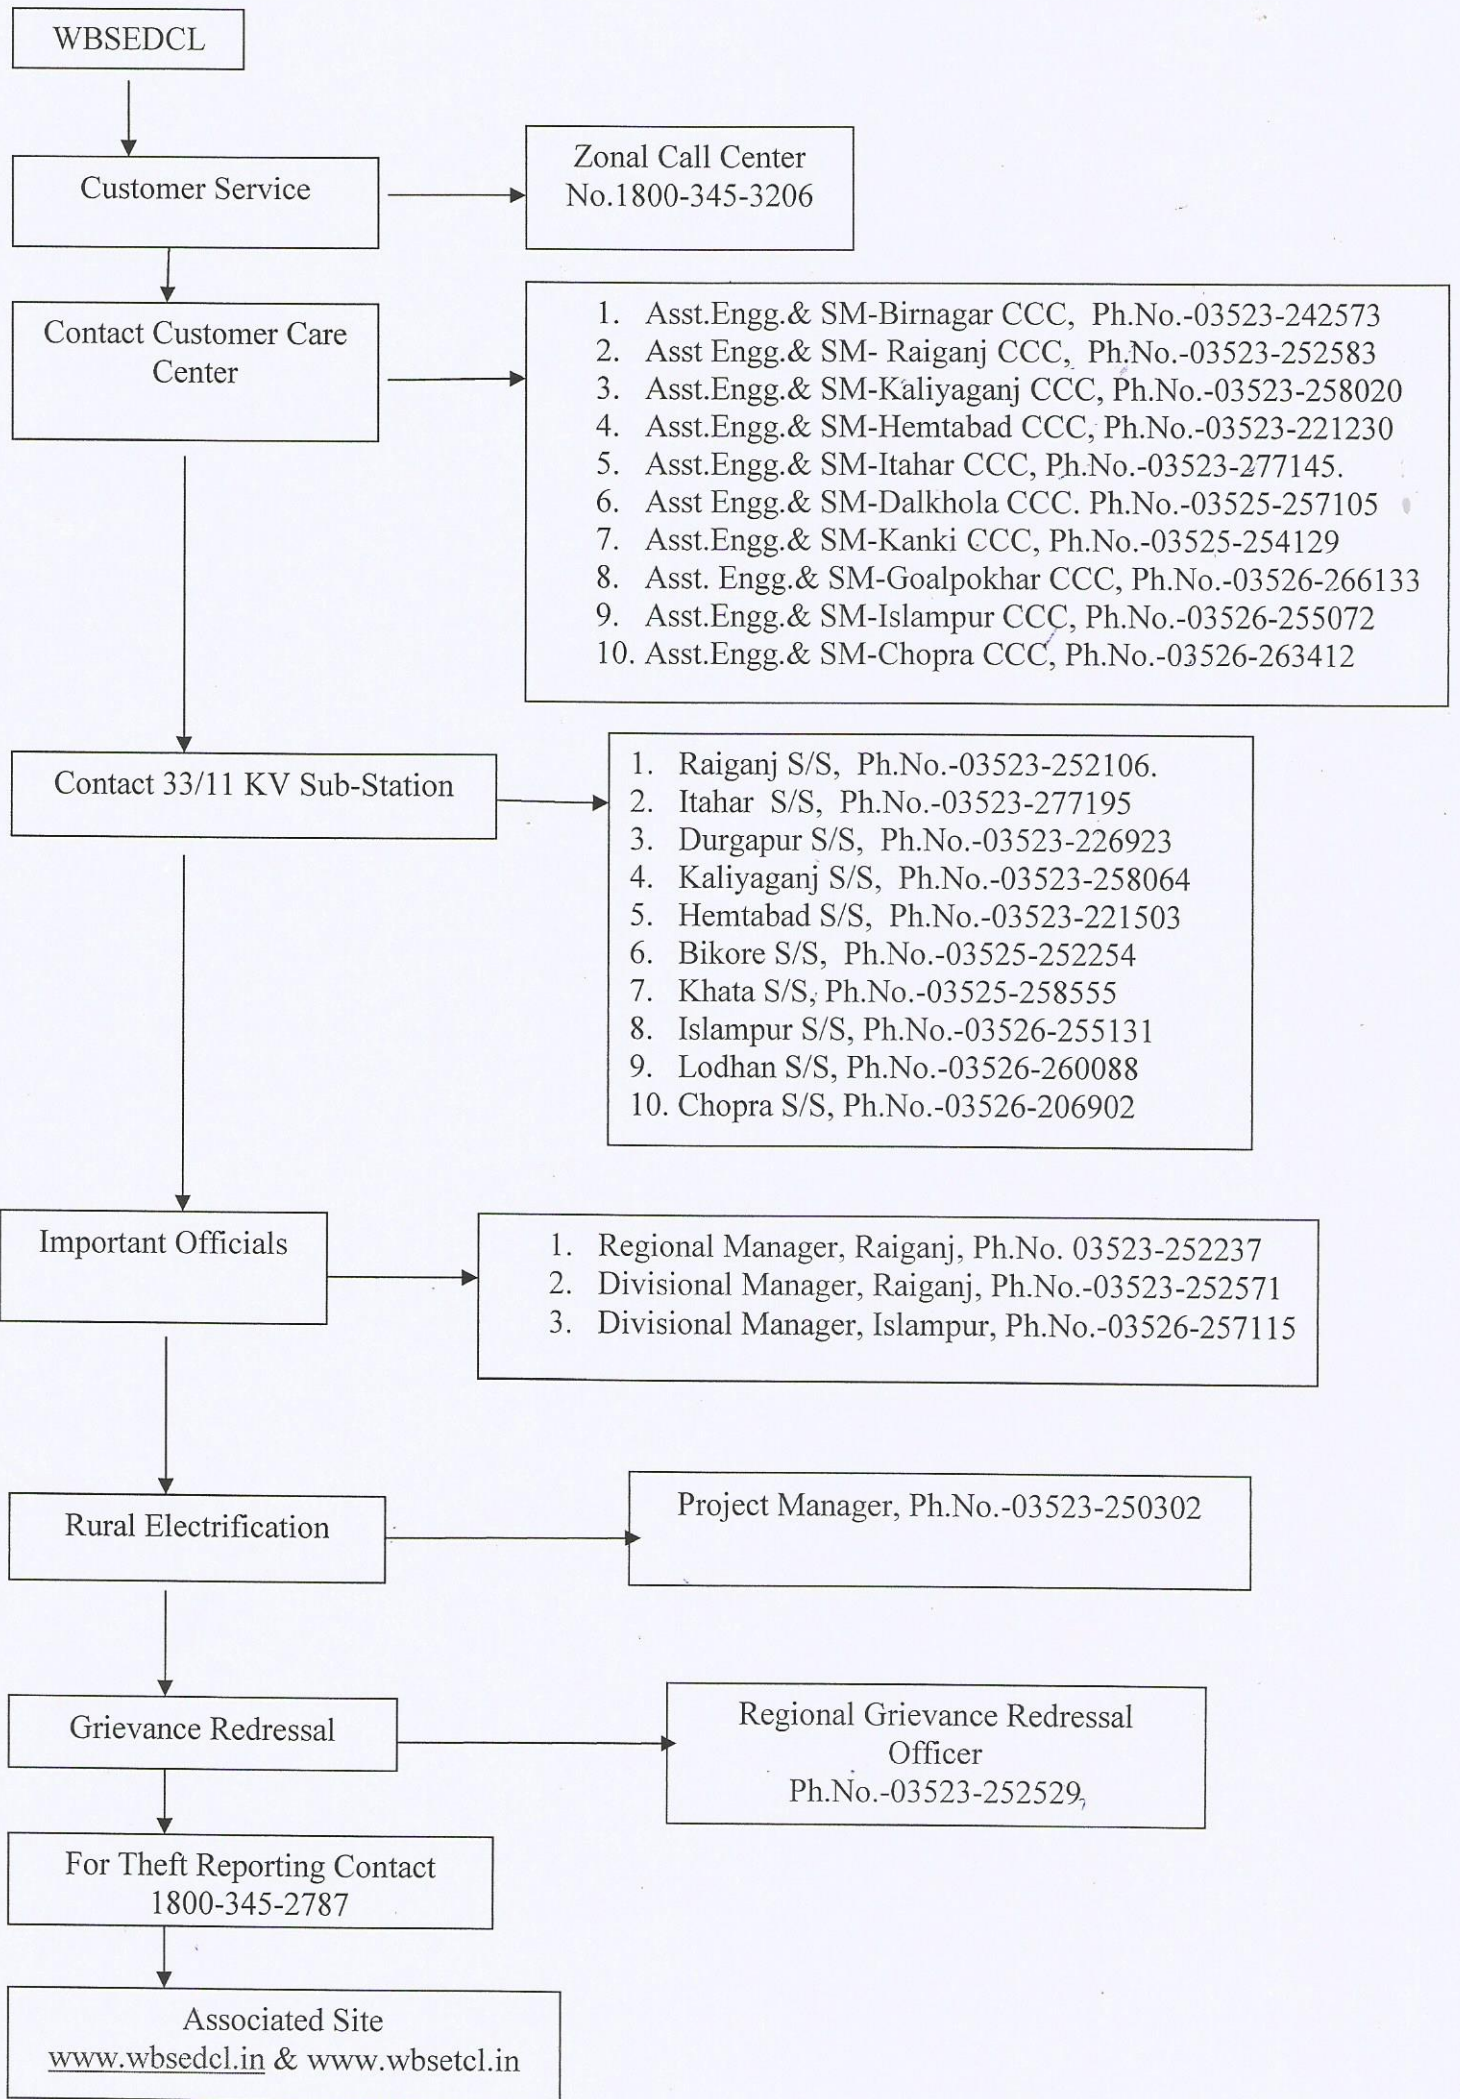 WBSEDCL
Customer Service
Zonal Call Center
No.1800-345-3206
Contact Customer Care
Center
1. Asst.Engg.& SM-Birnagar CCC, Ph.No.-03523-242573
2. Asst Engg.& SM- Raiganj CCC, Ph.No.-03523-252583
3. Asst.Engg.& SM-Kaliyaganj CCC, Ph.No.-03523-258020
4. Asst.Engg.& SM-Hemtabad CCC, Ph.No.-03523-221230
5. Asst.Engg.& SM-Itahar CCC, Ph.No.-03523-277145.
6. Asst Engg.& SM-Dalkhola CCC. Ph.No.-03525-257105
7. Asst.Engg.& SM-Kanki CCC, Ph.No.-03525-254129
8. Asst. Engg.& SM-Goalpokhar CCC, Ph.No.-03526-266133
9. Asst.Engg.& SM-Islampur CCC, Ph.No.-03526-255072
10. Asst.Engg.& SM-Chopra CCC, Ph.No.-03526-263412
Contact 33/11 KV Sub-Station
1. Raiganj S/S, Ph.No.-03523-252106.
2. Itahar S/S, Ph.No.-03523-277195
3. Durgapur S/S, Ph.No.-03523-226923
4. Kaliyaganj S/S, Ph.No.-03523-258064
5. Hemtabad S/S, Ph.No.-03523-221503
6. Bikore S/S, Ph.No.-03525-252254
7. Khata S/S, Ph.No.-03525-258555
8. Islampur S/S, Ph.No.-03526-255131
9. Lodhan S/S, Ph.No.-03526-260088
10. Chopra S/S, Ph.No.-03526-206902
Important Officials
1. Regional Manager, Raiganj, Ph.No. 03523-252237
2. Divisional Manager, Raiganj, Ph.No.-03523-252571
3. Divisional Manager, Islampur, Ph.No.-03526-257115
Rural Electrification
Project Manager, Ph.No.-03523-250302
Grievance Redressal
Regional Grievance Redressal
Officer
Ph.No.-03523-252529,
For Theft Reporting Contact
1800-345-2787
Associated Site
www.wbsedcl.in & www.wbsetcl.in